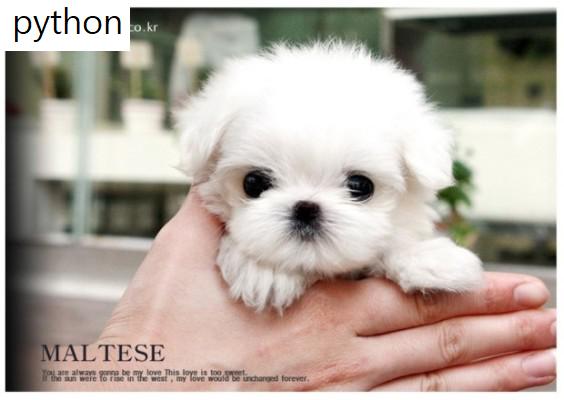 python
.co.kr
MALTESE
You are always gonna be my love This love is too sweet.
If the sun were to rise in the west , my love would be unchanged forever.